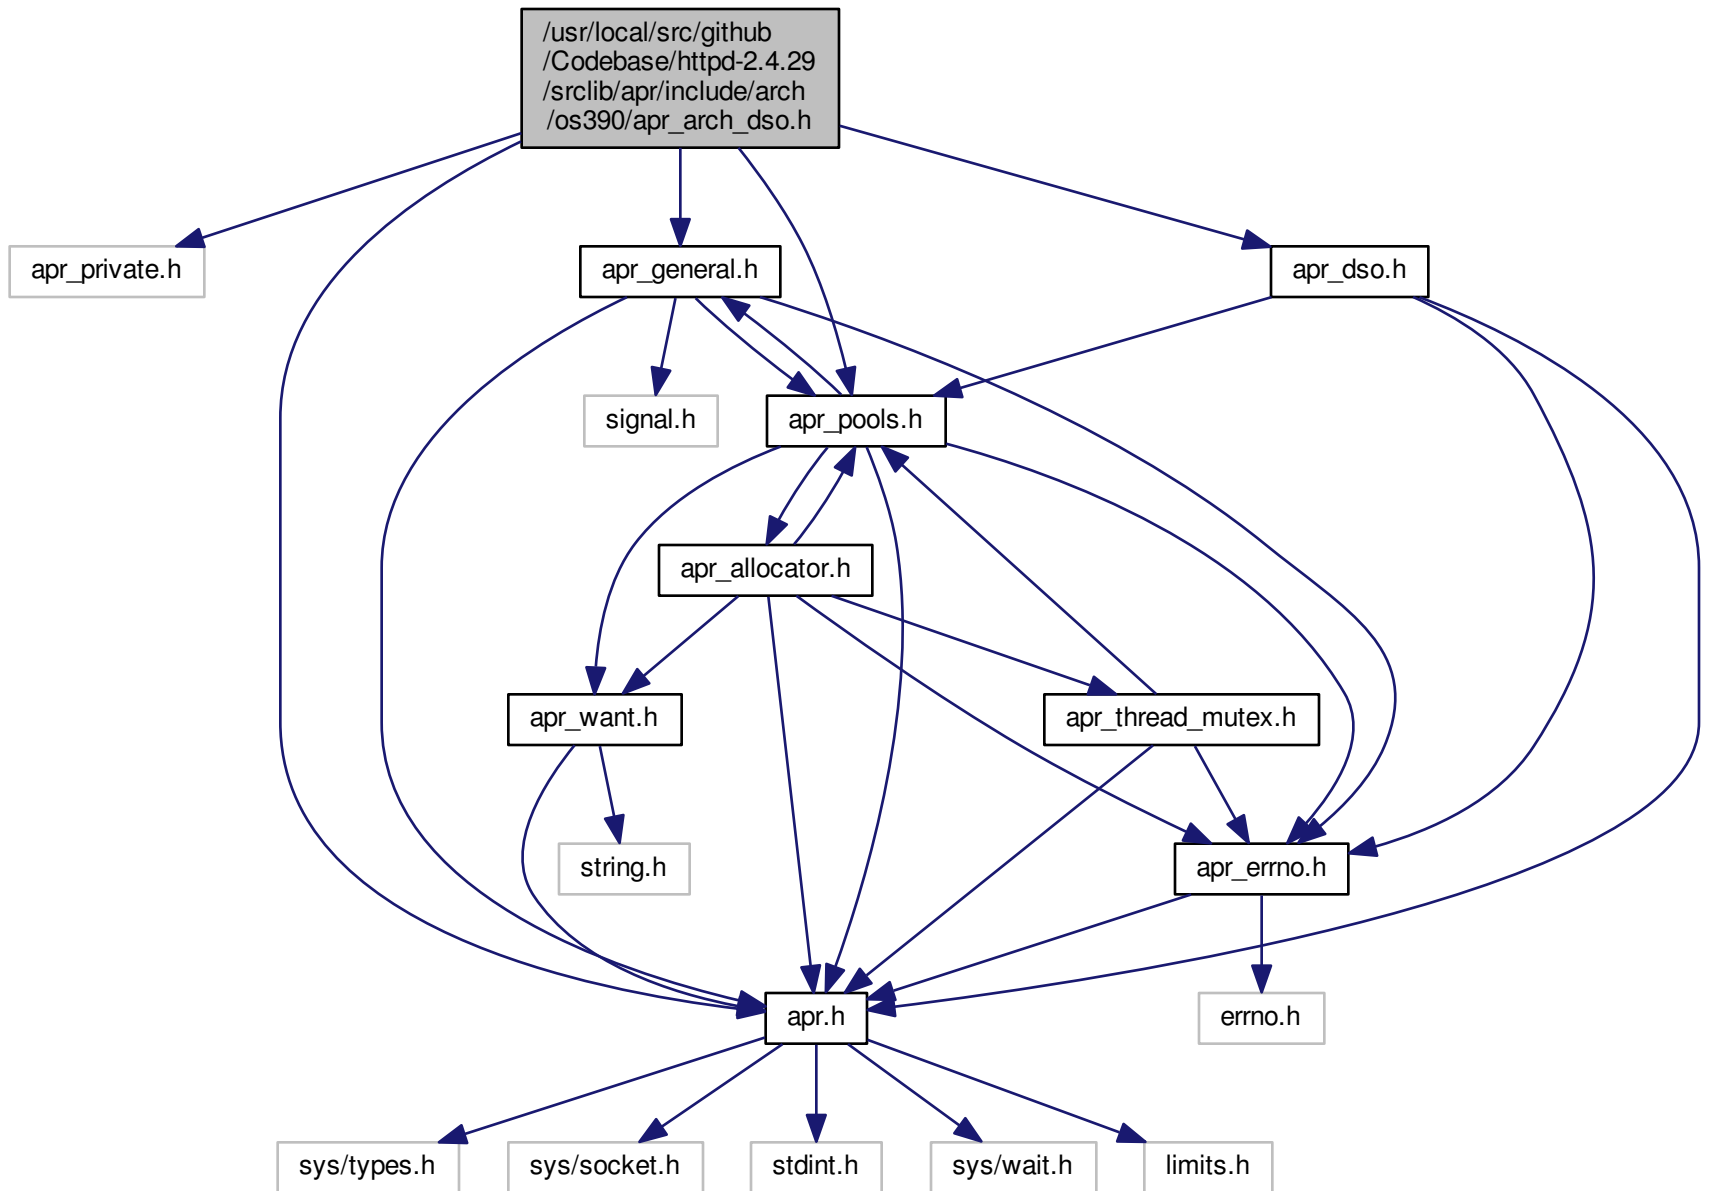 /usr/local/src/github
/Codebase/httpd-2.4.29
/srclib/apr/include/arch
/os390/apr_arch_dso.h
apr_private.h
apr_general.h
apr_dso.h
signal.h
apr_pools.h
apr_allocator.h
apr_want.h
apr_thread_mutex.h
string.h
apr_errno.h
apr.h
errno.h
sys/types.h
sys/socket.h
stdint.h
sys/wait.h
limits.h